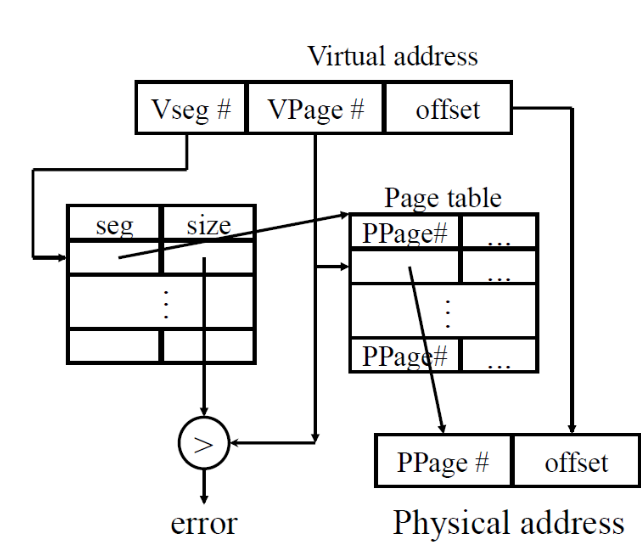 Virtual address
Vseg # VPage # offset
Page table
seg size
PPage# ...
...
⋮ ⋮
PPage# ...
>
PPage # offset
error
Physical address